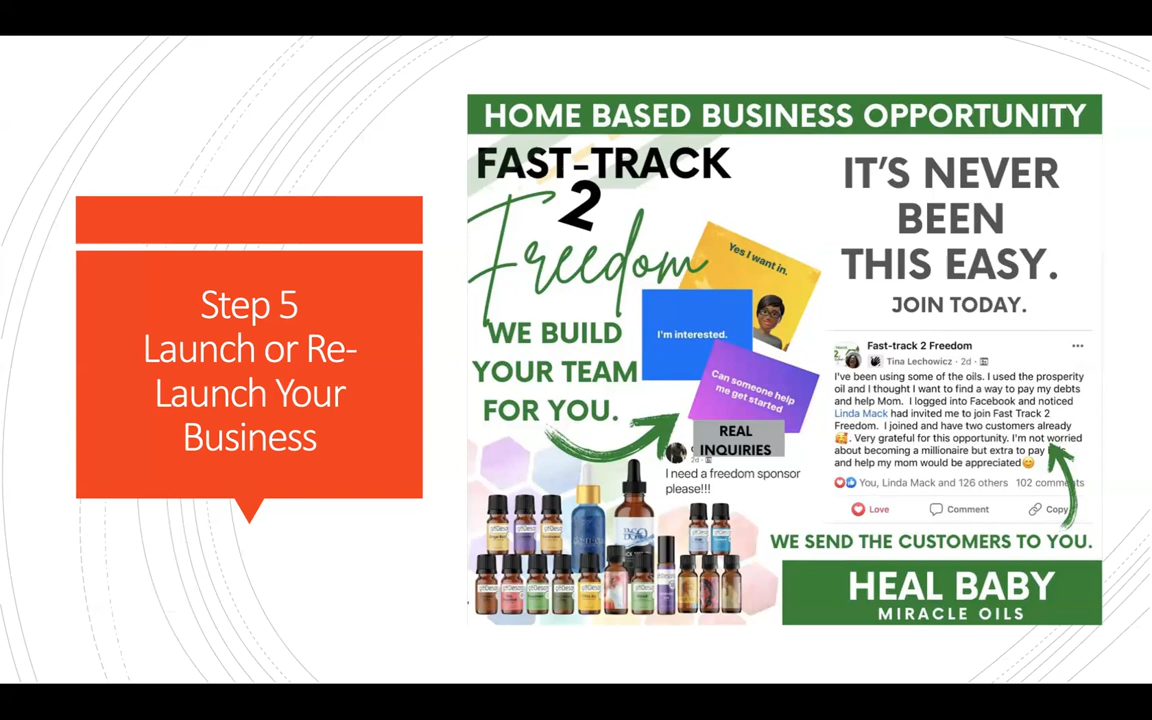 Step 5
Launch or Re-
Launch Your
Business
HOME BASED BUSINESS OPPORTUNITY
FAST-TRACK
2
Freedom
WE BUILD
YOUR TEAM
FOR YOU.
Yes I want in.
I'm interested.
Can someone help
me get started
REAL
INQUIRIES
2d
I need a freedom sponsor
please!!!
IT'S NEVER
BEEN
THIS EASY.
JOIN TODAY.
Fast-track 2 Freedom
Tina Lechowicz · 2d ·
I've been using some of the oils. I used the prosperity
oil and I thought I want to find a way to pay my debts
and help Mom. I logged into Facebook and noticed
Linda Mack had invited me to join Fast Track 2
Freedom. I joined and have two customers already
🥰. Very grateful for this opportunity. I'm not worried
about becoming a millionaire but extra to pay
and help my mom would be appreciated😊
You, Linda Mack and 126 others 102 comments
Love Comment Copy
WE SEND THE CUSTOMERS TO YOU.
HEAL BABY
MIRACLE OILS